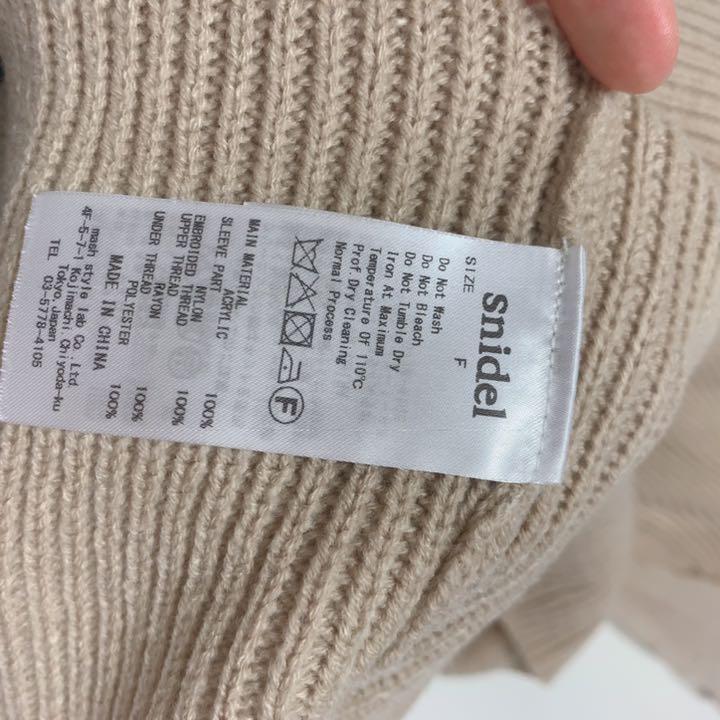 snidel
SIZE F
Do Not Wash
Do Not Bleach
Do Not Tumble Dry
Iron At Maximum
Temperature Of 110°C
Prof.Dry Cleaning
Normal Process
F
MAIN MATERIAL
SLEEVE PART ACRYLIC 100%
EMBROIDED NYLON 100%
UPPER THREAD
RAYON 100%
UNDER THREAD
POLYESTER 100%
MADE IN CHINA
mash style lab Co.,Ltd.
4F-5-7-1 Kojimachi Chiyoda-ku
Tokyo,Japan
TEL 03-5778-4105